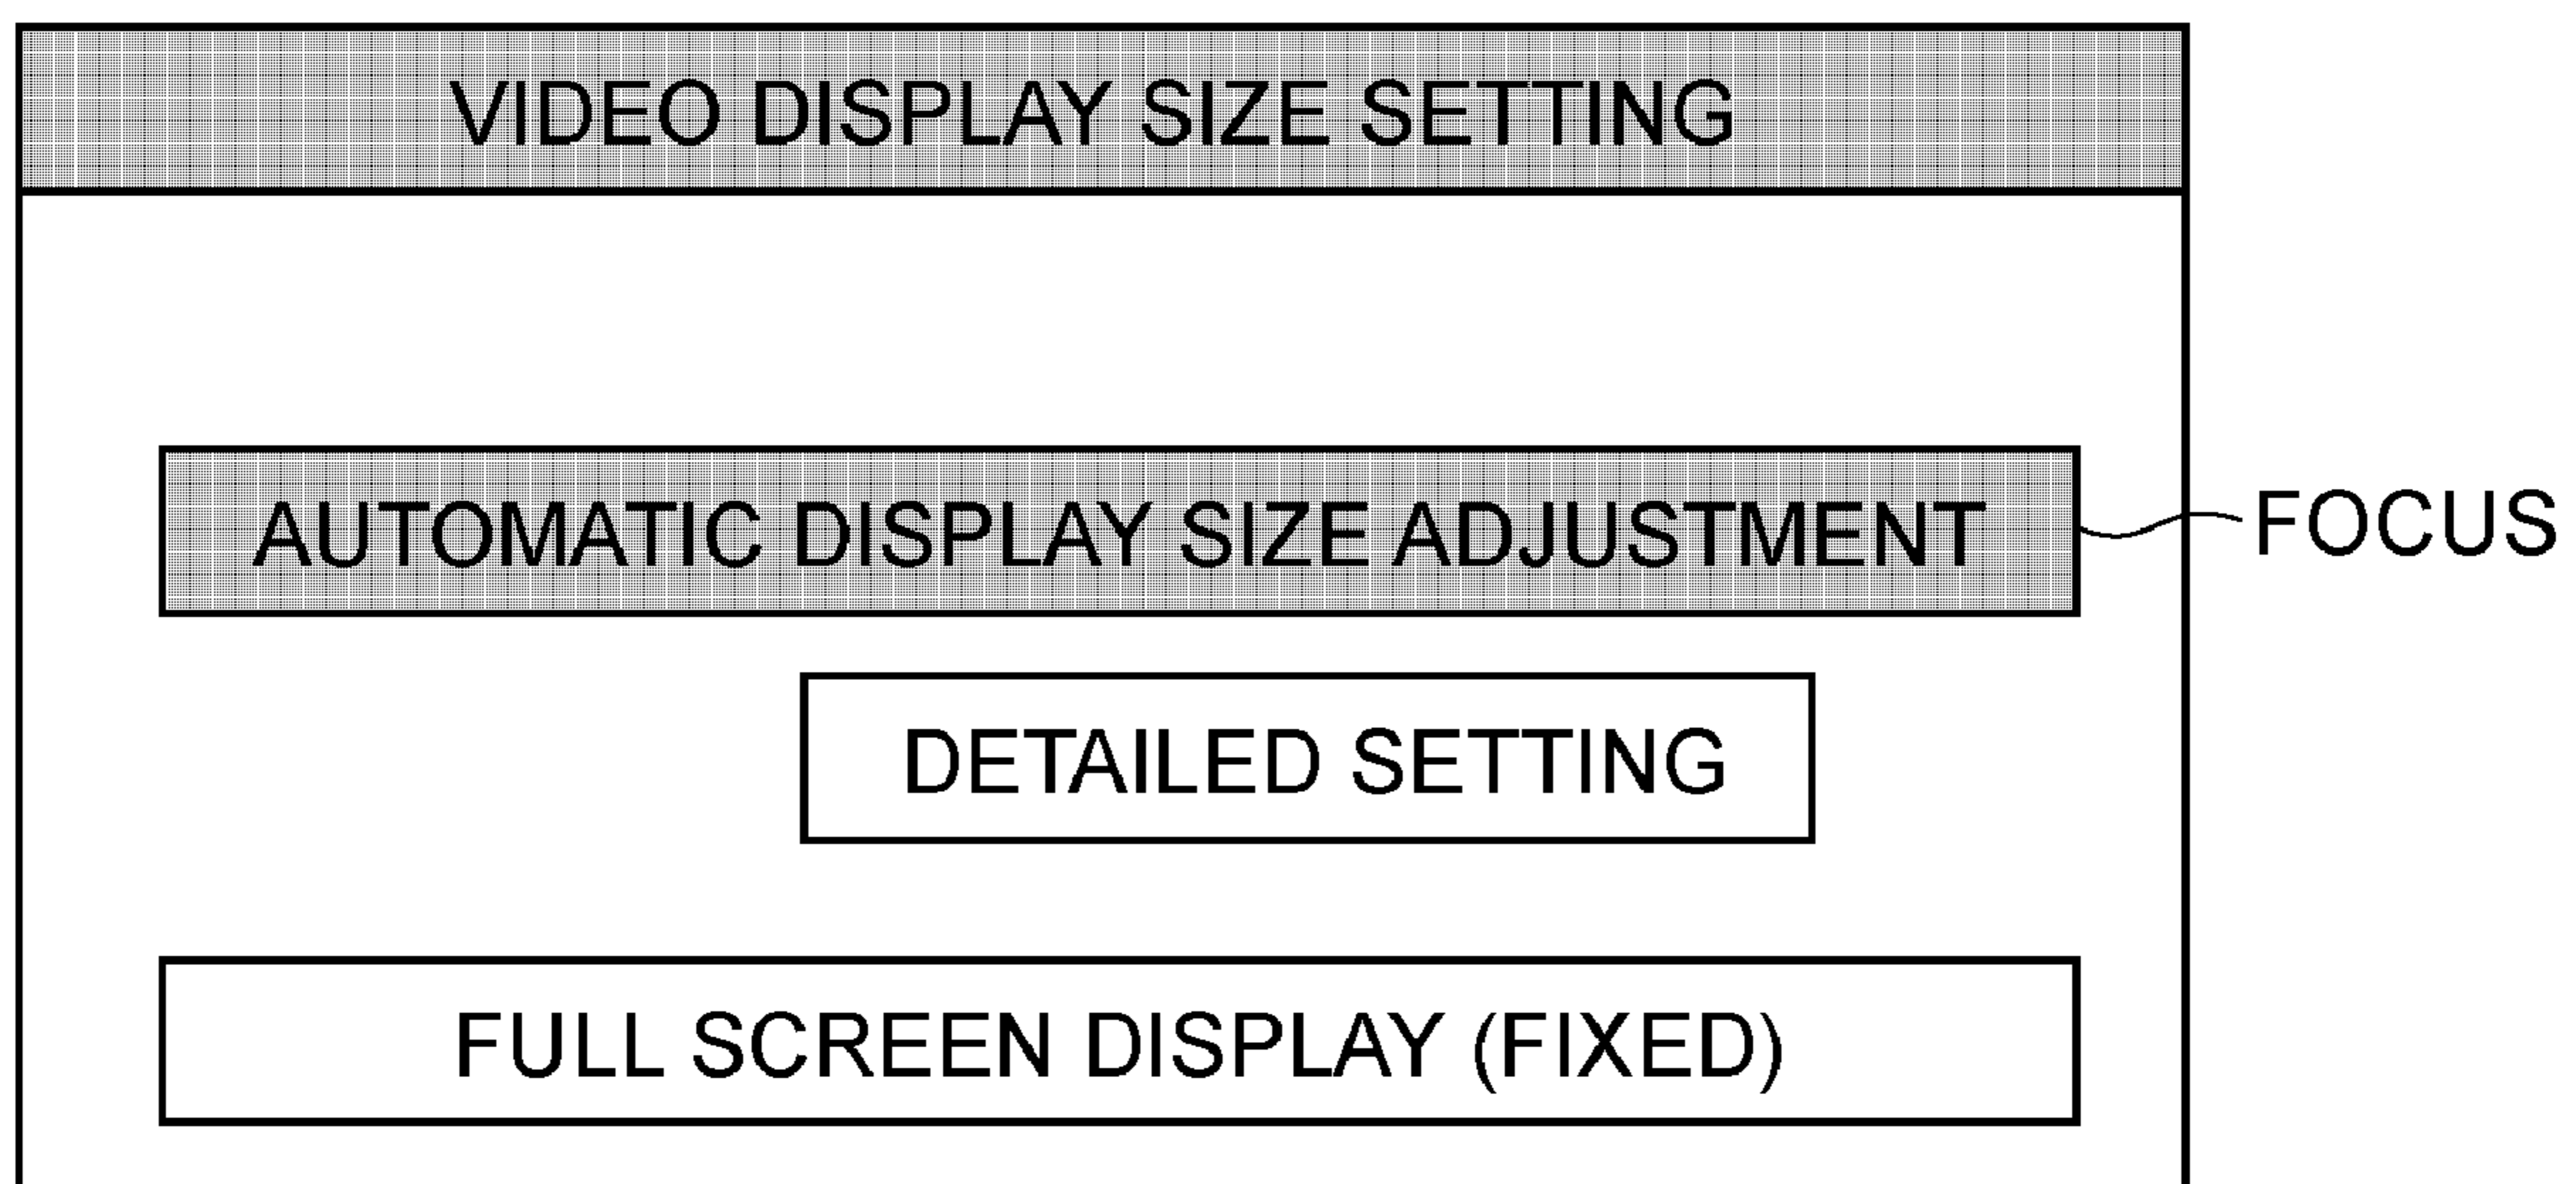 VIDEO DISPLAY SIZE SETTING
AUTOMATIC DISPLAY SIZE ADJUSTMENT
FOCUS
DETAILED SETTING
FULL SCREEN DISPLAY (FIXED)